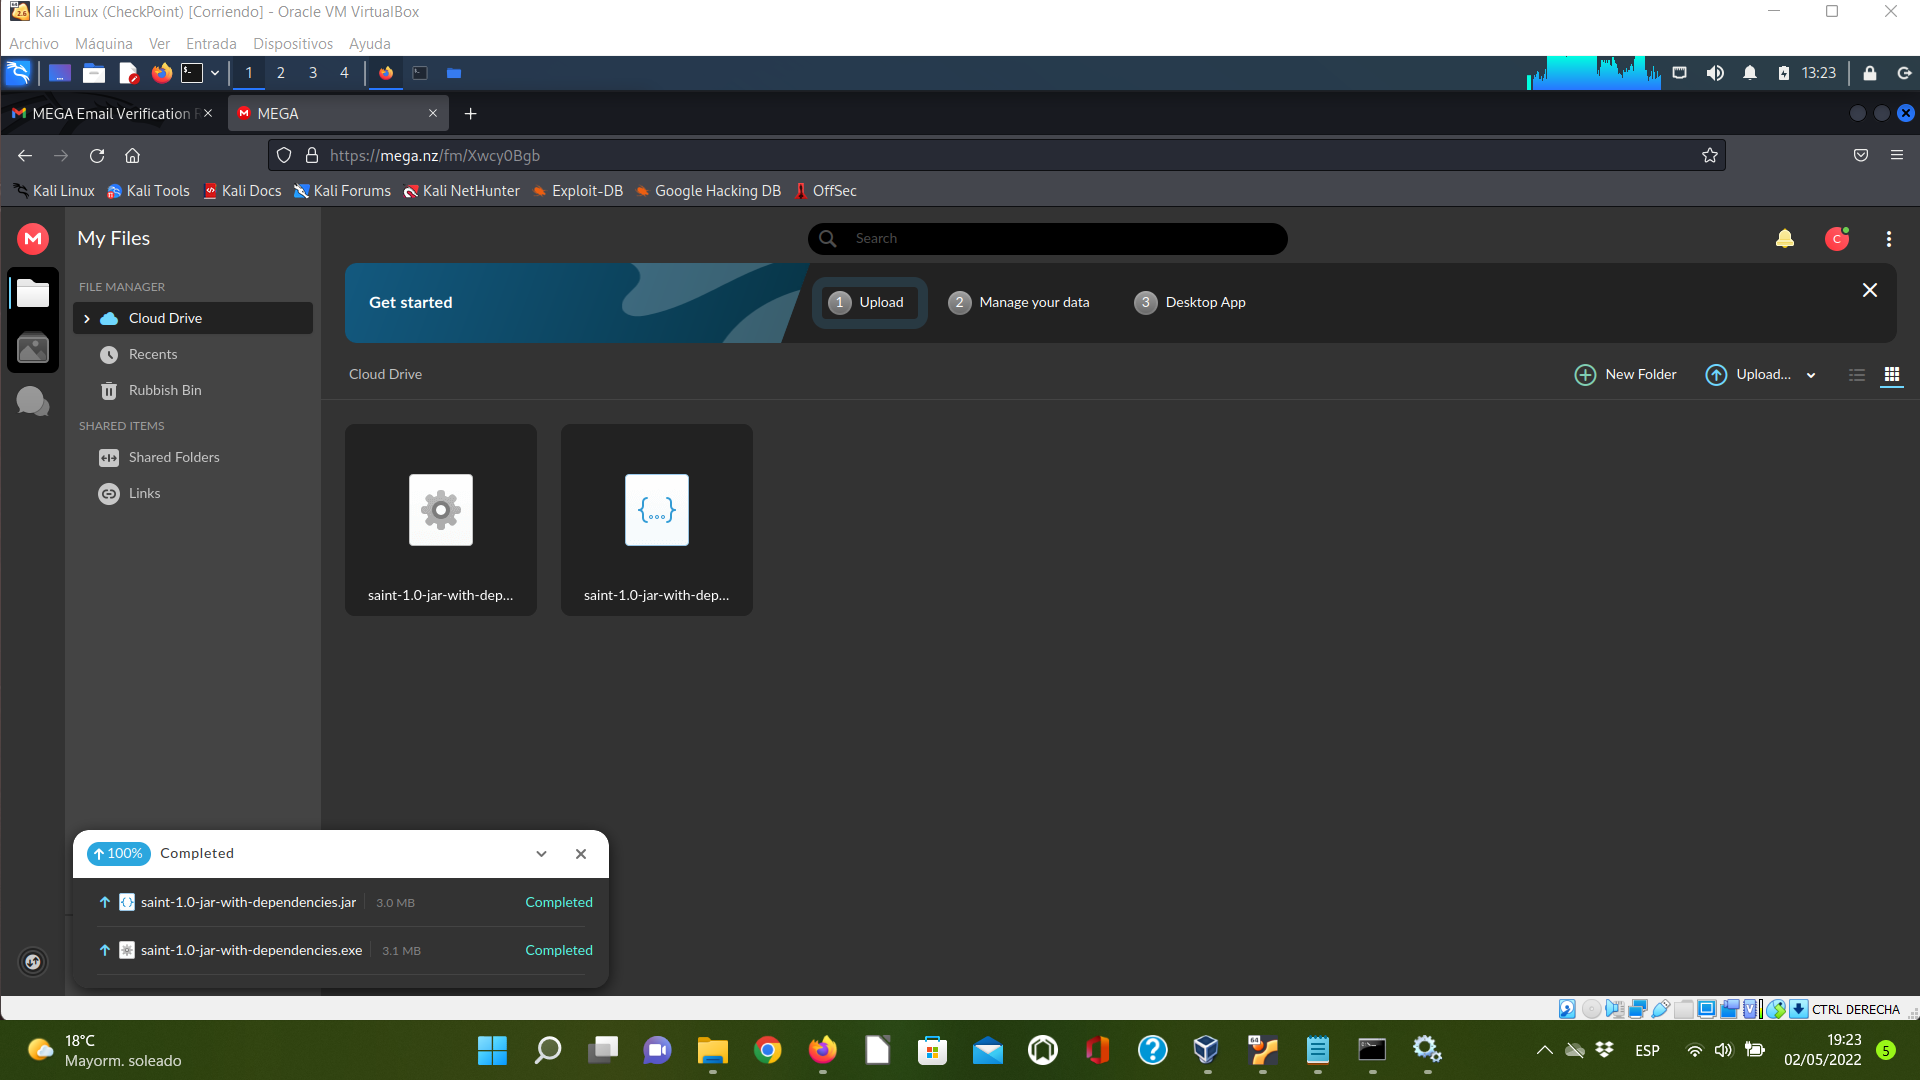 Kali Linux (CheckPoint) [Corriendo] - Oracle VM VirtualBox
Archivo Máquina Ver Entrada Dispositivos Ayuda
1 2 3 4 13:23
MEGA Email Verification R MEGA
https://mega.nz/fm/Xwcy0Bgb
Kali Linux Kali Tools Kali Docs Kali Forums Kali NetHunter Exploit-DB Google Hacking DB OffSec
My Files
Search
C
FILE MANAGER
Cloud Drive
Recents
Rubbish Bin
SHARED ITEMS
Shared Folders
Links
Get started
1 Upload 2 Manage your data 3 Desktop App
Cloud Drive New Folder Upload...
saint-1.0-jar-with-dep... saint-1.0-jar-with-dep...
100% Completed
saint-1.0-jar-with-dependencies.jar 3.0 MB Completed
saint-1.0-jar-with-dependencies.exe 3.1 MB Completed
CTRL DERECHA
18°C
Mayorm. soleado
ESP
19:23
02/05/2022
5